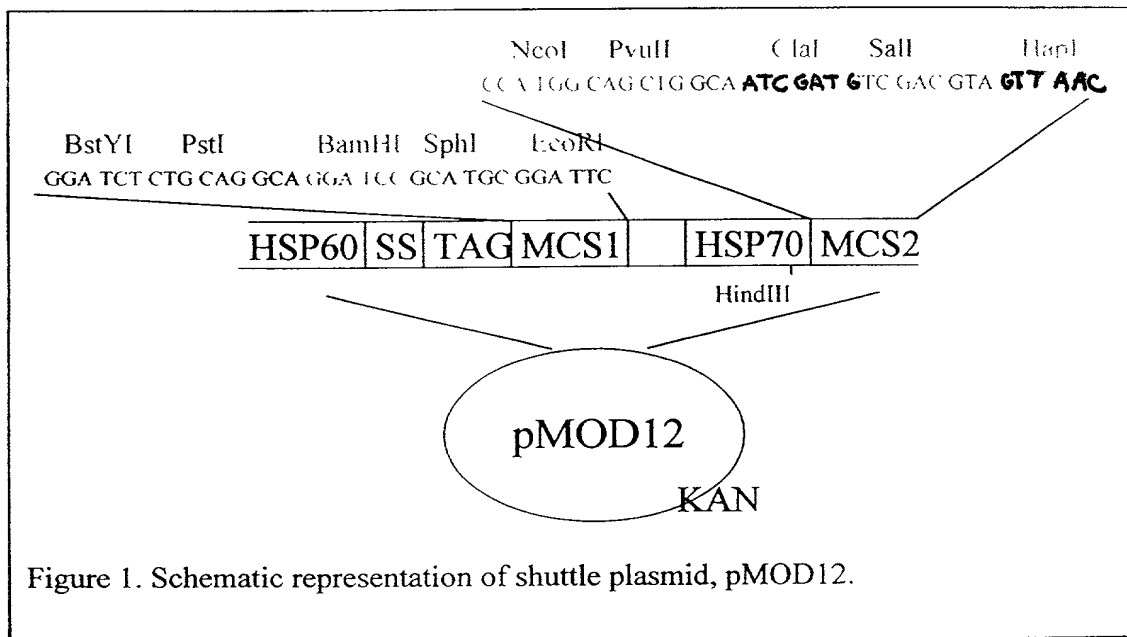 NcoI PvuII ClaI SalI HapI
CCA TGG CAG CTG GCA ATC GAT GTC GAC GTA GTT AAC
BstYI PstI BamHI SphI EcoRI
GGA TCT CTG CAG GCA GGA TCC GCA TGC GGA TTC
HSP60 SS TAG MCS1 HSP70 MCS2
HindIII
pMOD12
KAN
Figure 1. Schematic representation of shuttle plasmid, pMOD12.